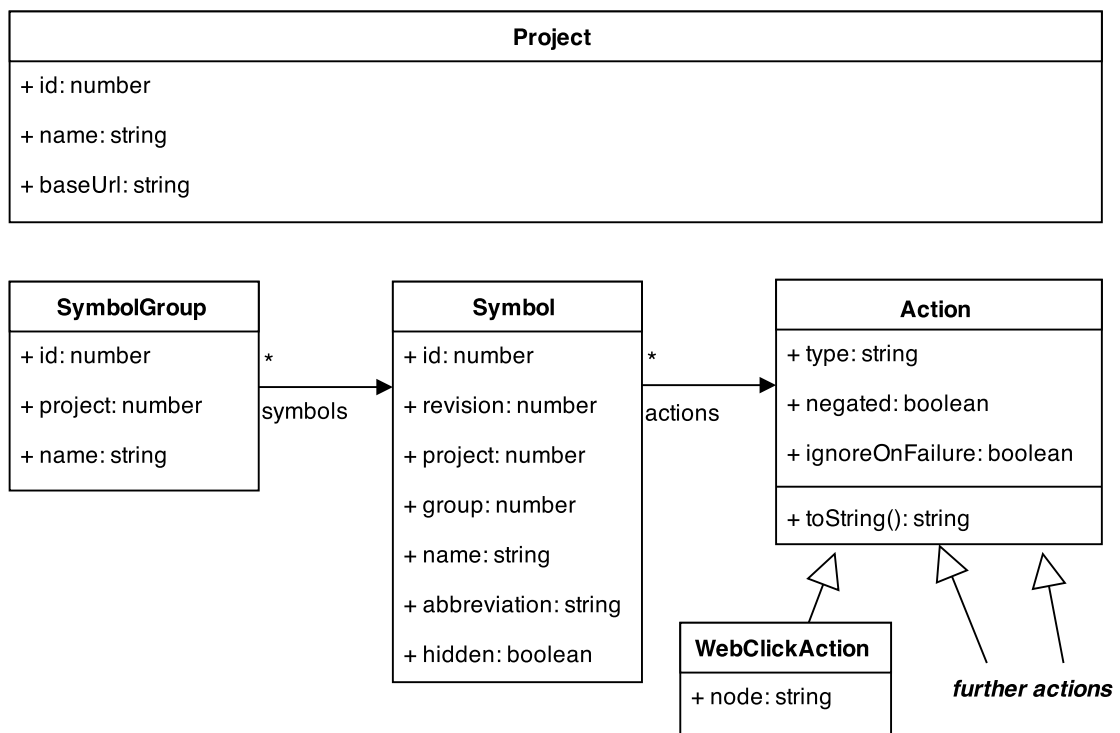 Project
+ id: number
+ name: string
+ baseUrl: string
SymbolGroup
+ id: number
+ project: number
+ name: string
*
symbols
Symbol
+ id: number
+ revision: number
+ project: number
+ group: number
+ name: string
+ abbreviation: string
+ hidden: boolean
*
actions
Action
+ type: string
+ negated: boolean
+ ignoreOnFailure: boolean
+ toString(): string
WebClickAction
+ node: string
further actions